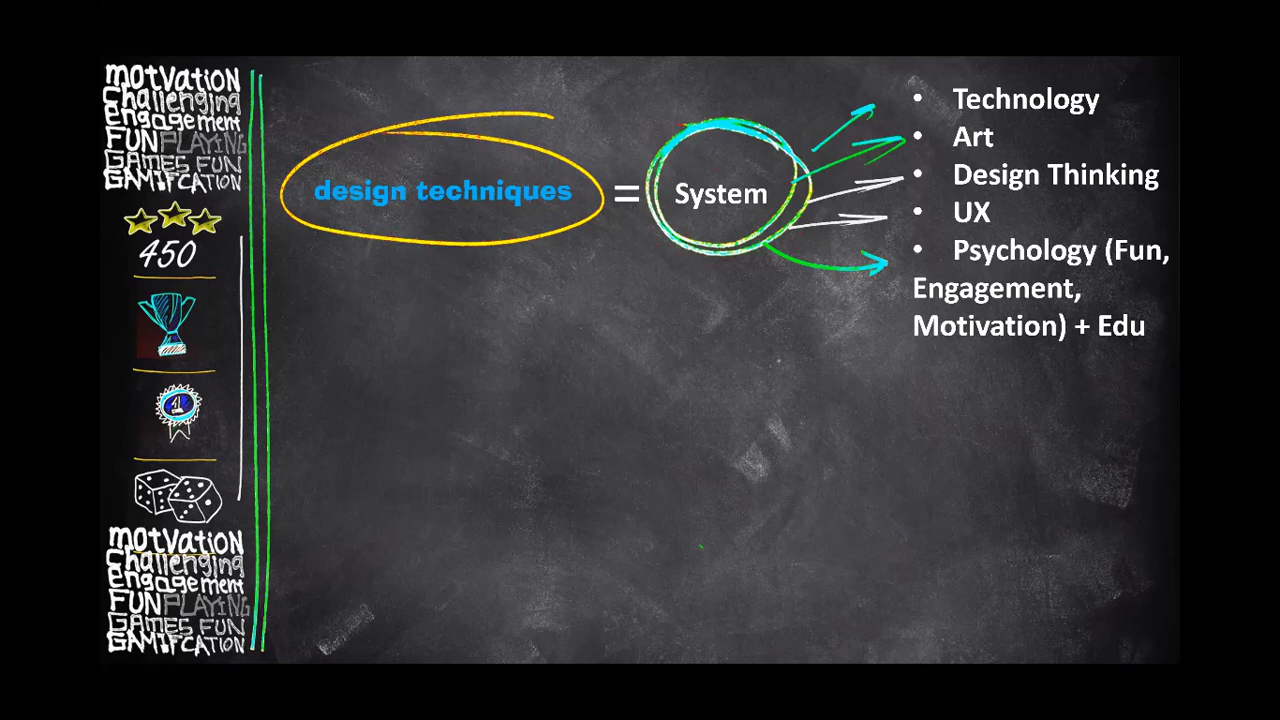 motvation
Challenging
Engagement
FUN PLAYING
GAMES FUN
GAMIFCATION
450
1
motvation
Challenging
Engagement
FUN PLAYING
GAMES FUN
GAMIFCATION
design techniques = System
• Technology
• Art
• Design Thinking
• UX
• Psychology (Fun,
Engagement,
Motivation) + Edu